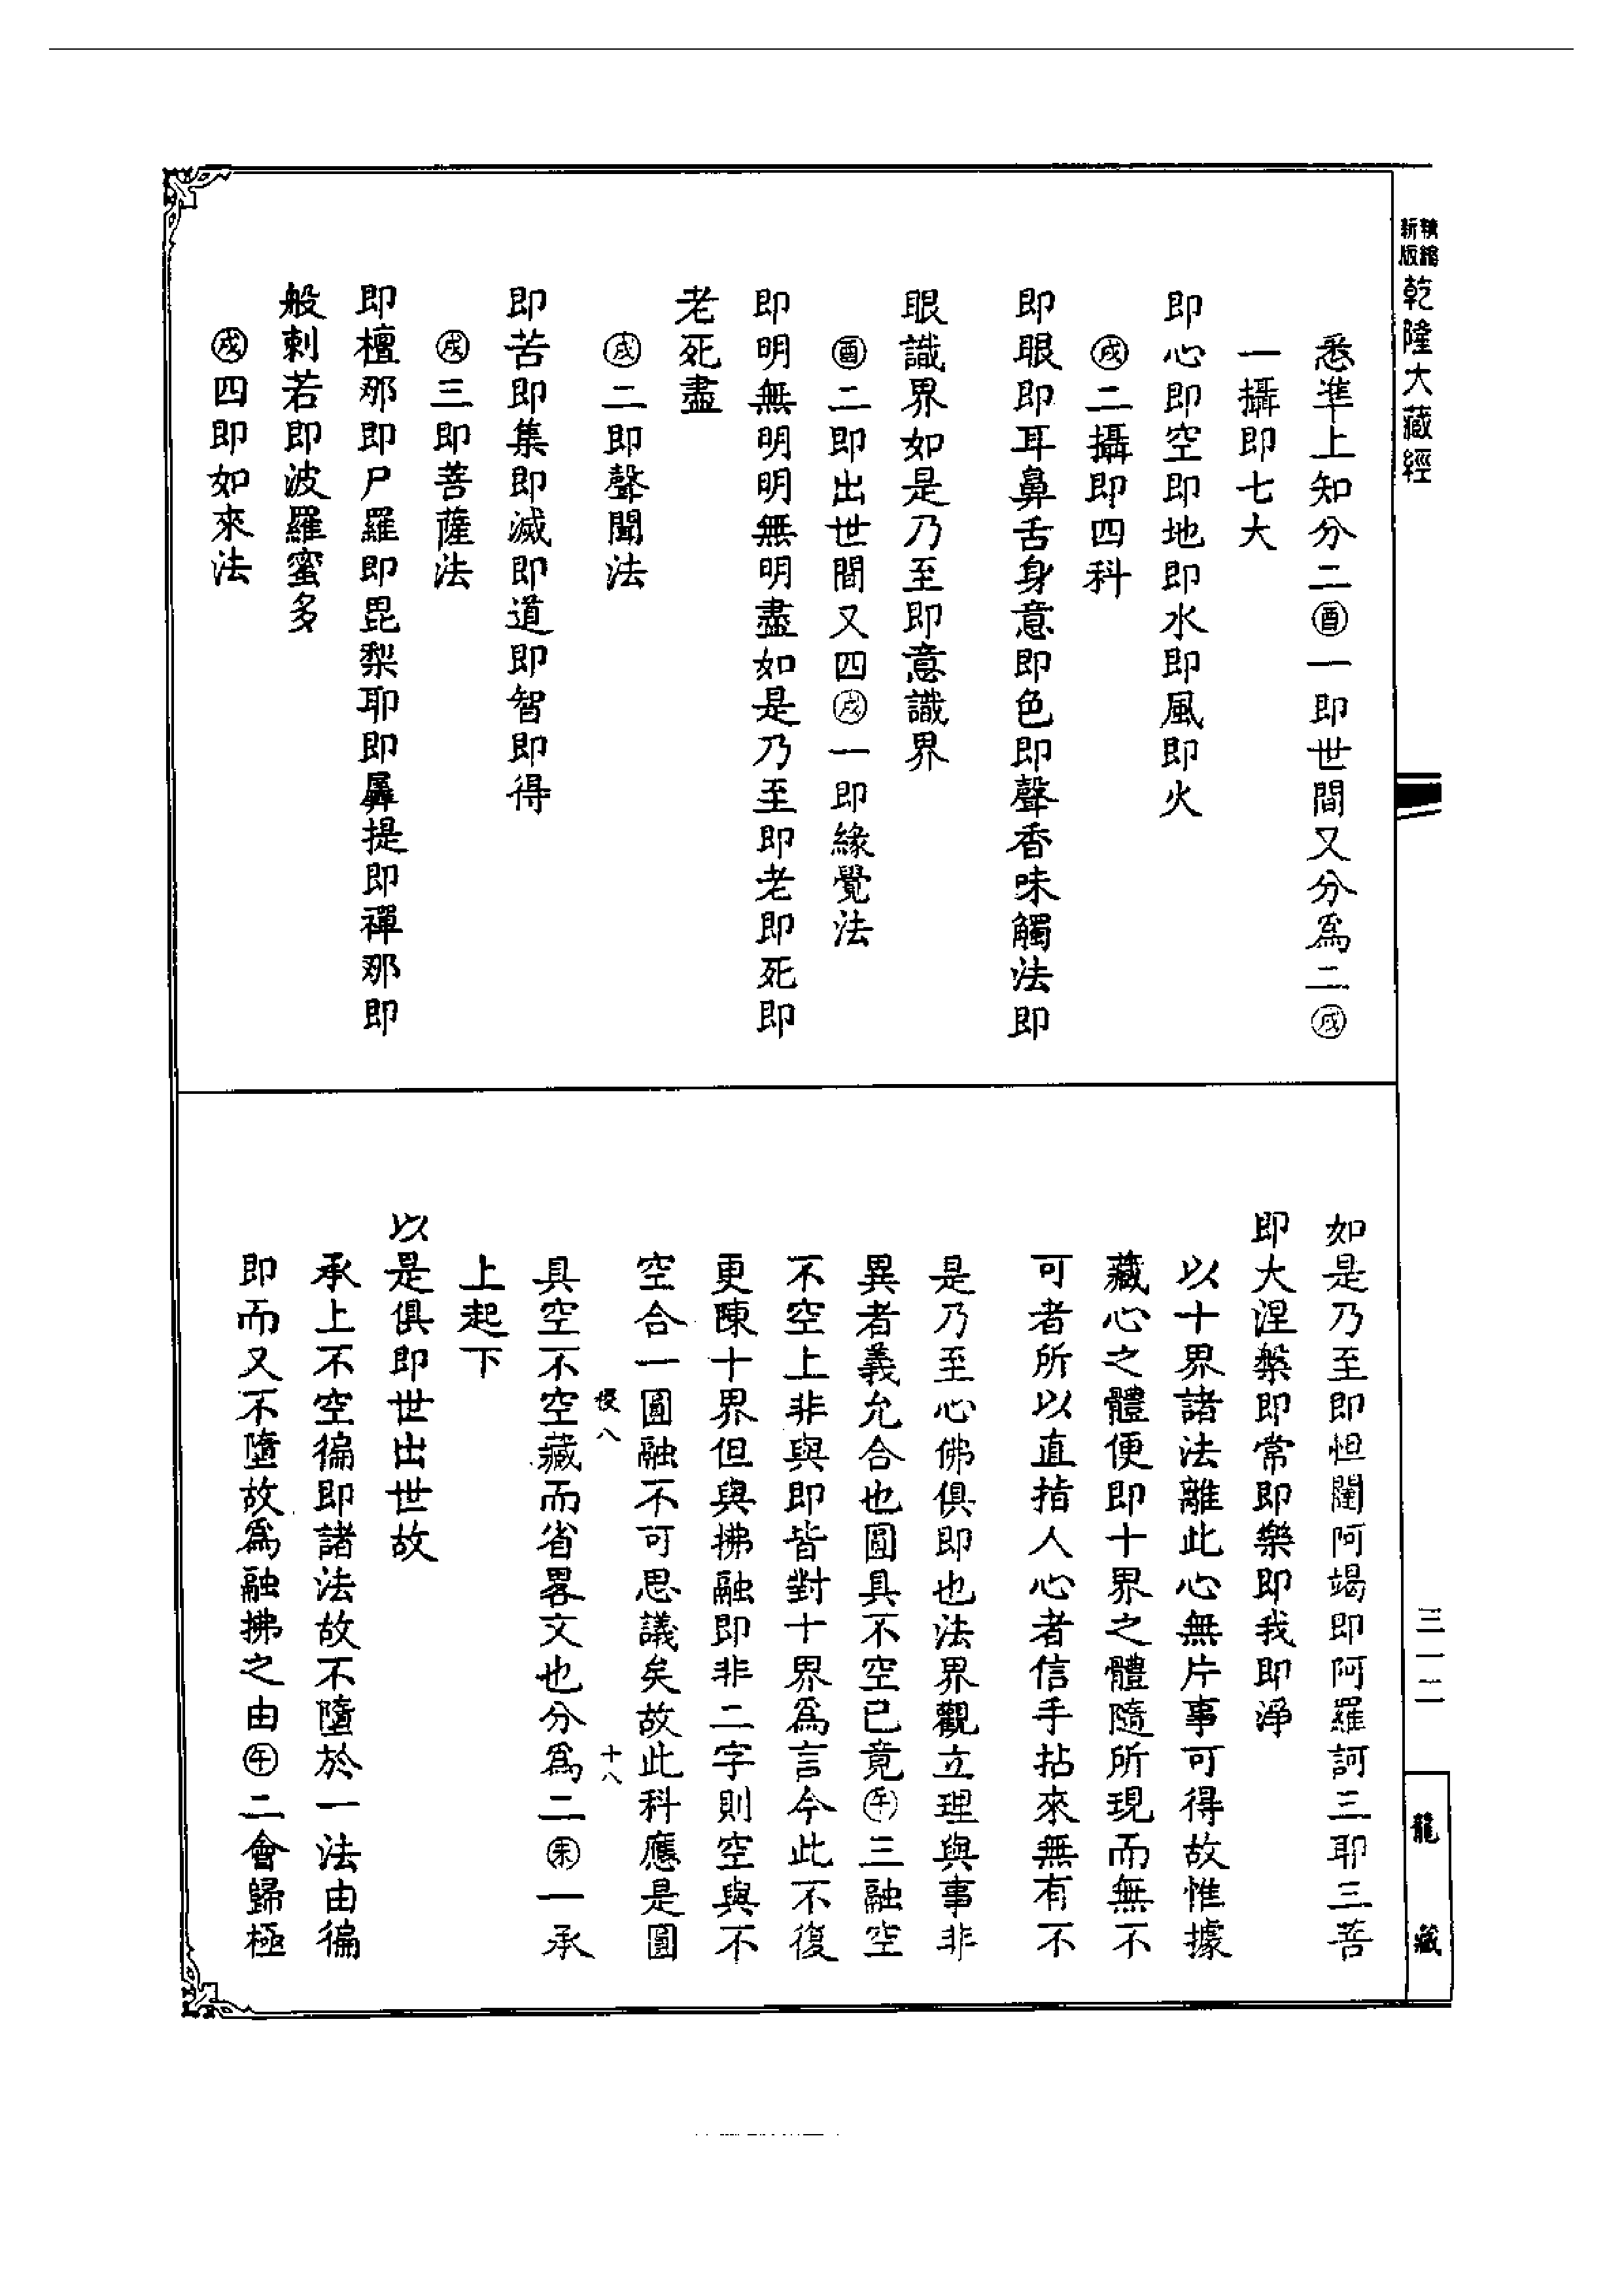 精縮新版乾隆大藏經
悉準上知分二㊒一即世間又分為二㊍
一攝即七大
即心即空即地即水即風即火
二攝即四科
即眼即耳鼻舌身意即色即聲香味觸法即
眼識界如是乃至即意識界
酉二即出世間又四戌一即緣覺法
即明無明明無明盡如是乃至即老即死即
老死盡
戌二即聲聞法
即苦即集即滅即道即智即得
戌三即菩薩法
即檀那即尸羅即毘梨耶即羼提即禪那即
般剌若即波羅蜜多
戌四即如來法
如是乃至即怛闥阿竭即阿羅訶三耶三菩
即大涅槃即常即樂即我即淨
以十界諸法離此心無片事可得故惟據
藏心之體便即十界之體隨所現而無不
可者所以直指人心者信手拈來無有不
是乃至心佛俱即也法界觀立理與事非
異者義允合也圓具不空已竟午三融空
不空上非與即皆對十界為言今此不復
更陳十界但與拂融即非二字則空與不
空合一圓融不可思議矣故此科應是圓
八
十八
具空不空藏而省畧文也分為二未一承
上起下
以是俱即世出世故
承上不空徧即諸法故不墮於一法由徧
即而又不墮故為融拂之由午二會歸極
三一二
龍藏